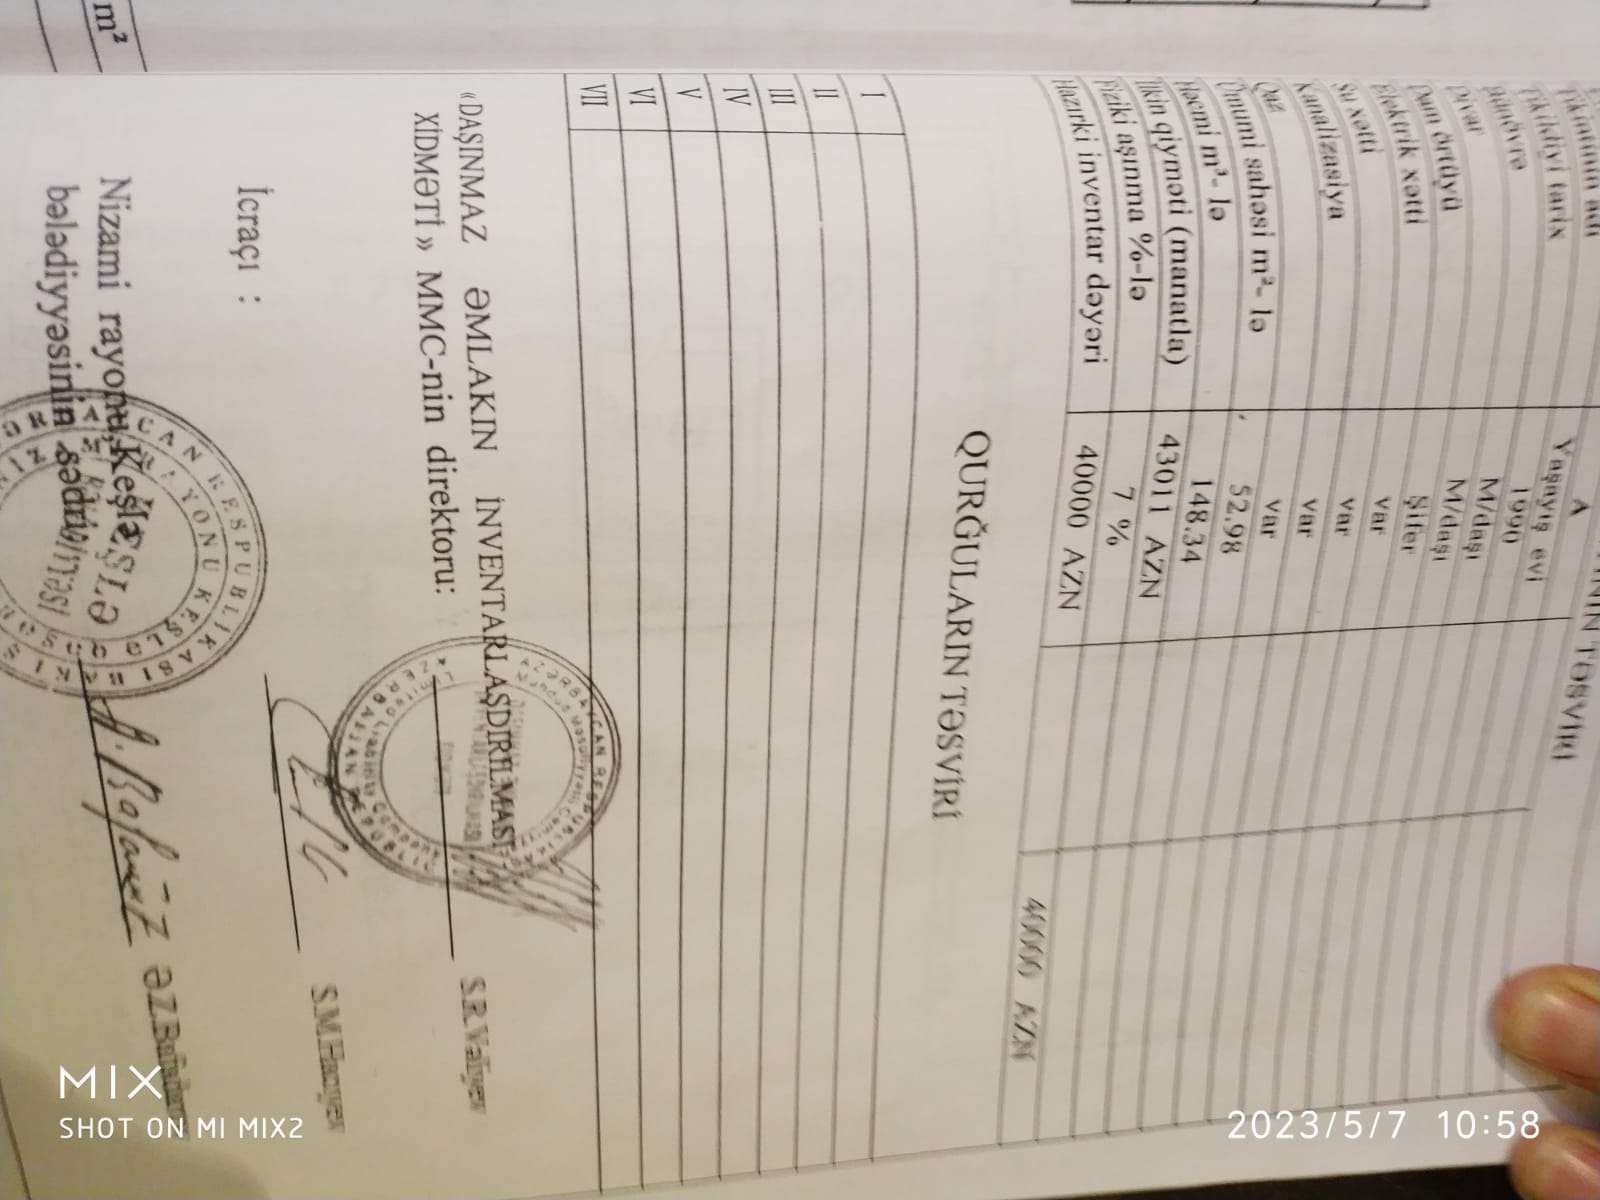 TƏSVİRİ
A
Yaşayış evi
Tikildiyi tarix 1990
Bünövrə M/daşı
Divar M/daşı
Dam örtüyü Şifer
Elektrik xətti var
Su xətti var
Kanalizasiya var
Qaz var
Ümumi sahəsi m²- lə 52,98
Həcmi m³- lə 148.34
İlkin qiyməti (manatla) 43011 AZN
Fiziki aşınma %-lə 7 %
Hazırki inventar dəyəri 40000 AZN
40000 AZN
QURĞULARIN TƏSVİRİ
I
II
III
IV
V
VI
VII
«DAŞINMAZ ƏMLAKIN İNVENTARLAŞDIRILMASI
XİDMƏTİ» MMC-nin direktoru: S.R.Vəliyev
İcraçı : S.M.Hacıyev
Nizami rayonu,Keşlə
bələdiyyəsinin sədri Ə.Z.
m²
MIX
SHOT ON MI MIX2
2023/5/7 10:58